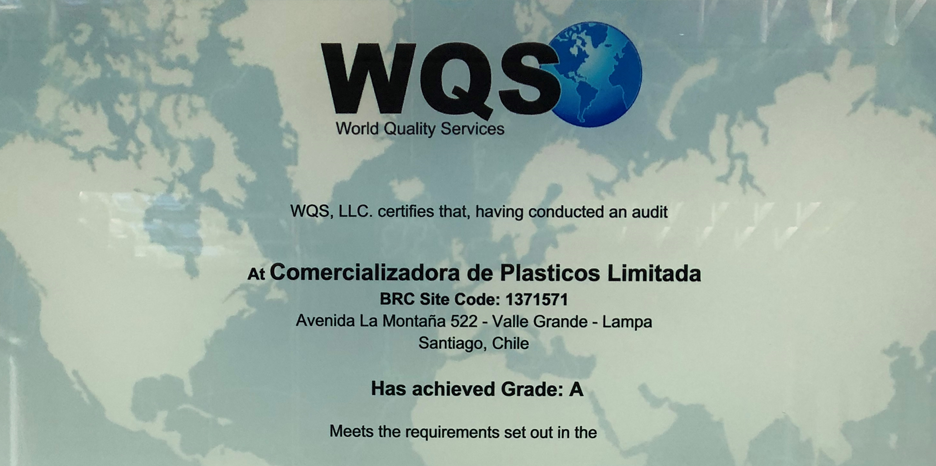 WQS
World Quality Services
WQS, LLC. certifies that, having conducted an audit
At Comercializadora de Plasticos Limitada
BRC Site Code: 1371571
Avenida La Montaña 522 - Valle Grande - Lampa
Santiago, Chile
Has achieved Grade: A
Meets the requirements set out in the